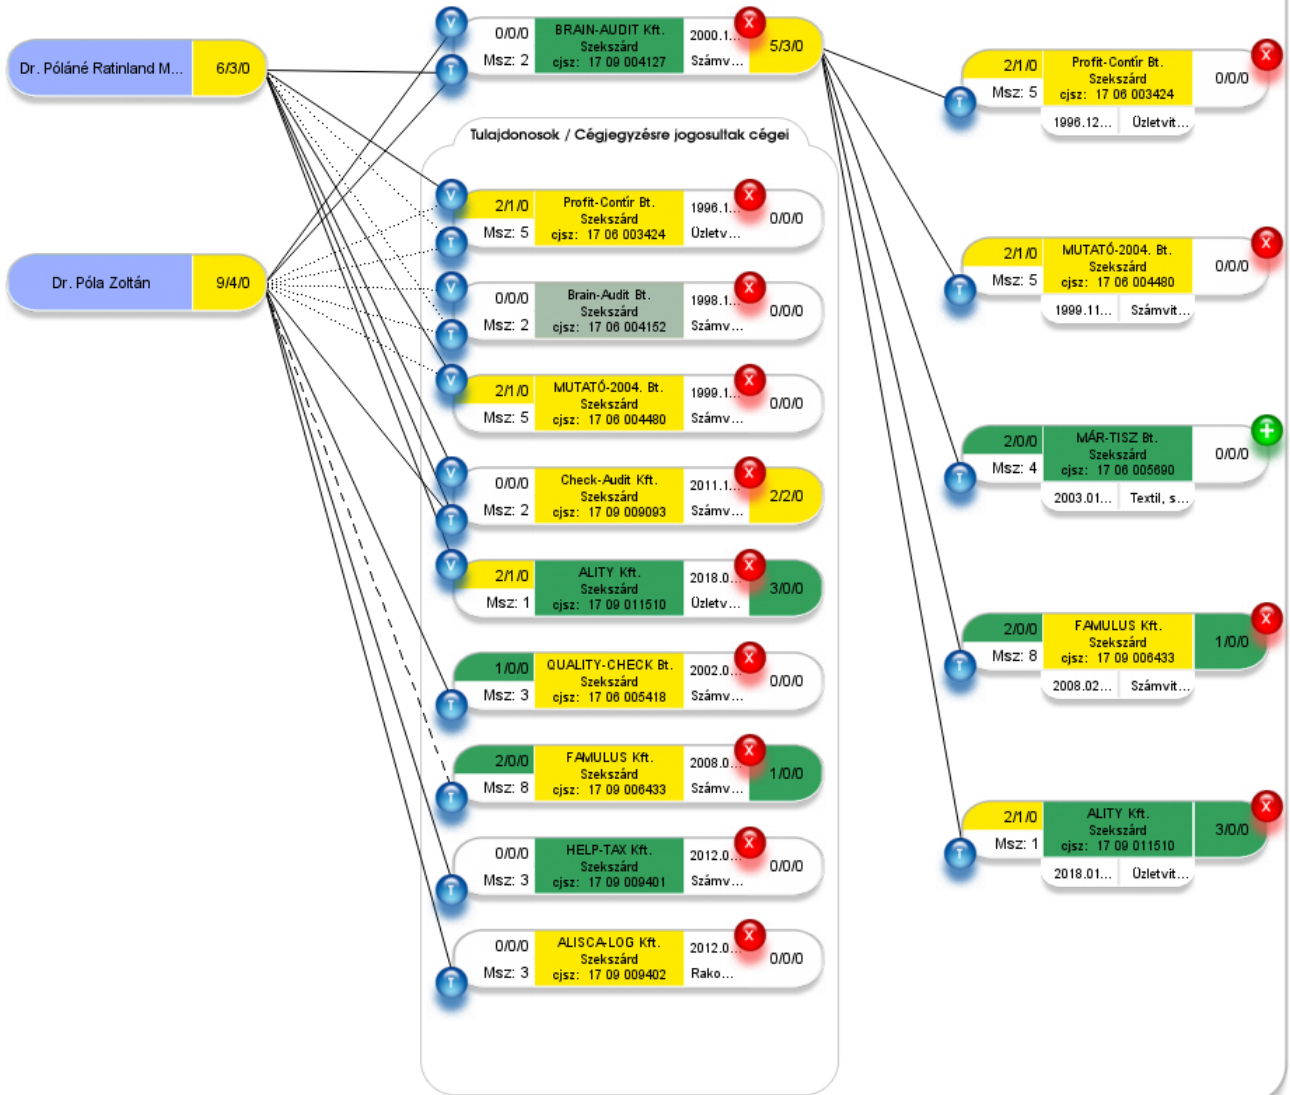 Dr. Póláné Ratinland M... 6/3/0
Dr. Póla Zoltán 9/4/0
V
T
0/0/0
Msz: 2
BRAIN-AUDIT Kft.
Szekszárd
cjsz: 17 09 004127
2000.1...
Számv...
X
5/3/0
Tulajdonosok / Cégjegyzésre jogosultak cégei
V
T
2/1/0
Msz: 5
Profit-Contír Bt.
Szekszárd
cjsz: 17 06 003424
1996.1...
Üzletv...
X
0/0/0
V
T
0/0/0
Msz: 2
Brain-Audit Bt.
Szekszárd
cjsz: 17 06 004152
1998.1...
Számv...
X
0/0/0
V
2/1/0
Msz: 5
MUTATÓ-2004. Bt.
Szekszárd
cjsz: 17 06 004480
1999.1...
Számv...
X
0/0/0
V
T
0/0/0
Msz: 2
Check-Audit Kft.
Szekszárd
cjsz: 17 09 009093
2011.1...
Számv...
X
2/2/0
V
2/1/0
Msz: 1
ALITY Kft.
Szekszárd
cjsz: 17 09 011510
2018.0...
Üzletv...
X
3/0/0
T
1/0/0
Msz: 3
QUALITY-CHECK Bt.
Szekszárd
cjsz: 17 06 005418
2002.0...
Számv...
X
0/0/0
T
2/0/0
Msz: 8
FAMULUS Kft.
Szekszárd
cjsz: 17 09 006433
2008.0...
Számv...
X
1/0/0
T
0/0/0
Msz: 3
HELP-TAX Kft.
Szekszárd
cjsz: 17 09 009401
2012.0...
Számv...
X
0/0/0
T
0/0/0
Msz: 3
ALISCA-LOG Kft.
Szekszárd
cjsz: 17 09 009402
2012.0...
Rako...
X
0/0/0
T
2/1/0
Msz: 5
Profit-Contír Bt.
Szekszárd
cjsz: 17 06 003424
0/0/0
X
1996.12... Üzletvit...
T
2/1/0
Msz: 5
MUTATÓ-2004. Bt.
Szekszárd
cjsz: 17 06 004480
0/0/0
X
1999.11... Számvit...
T
2/0/0
Msz: 4
MÁR-TISZ Bt.
Szekszárd
cjsz: 17 06 005690
0/0/0
+
2003.01... Textil, s...
T
2/0/0
Msz: 8
FAMULUS Kft.
Szekszárd
cjsz: 17 09 006433
1/0/0
X
2008.02... Számvit...
T
2/1/0
Msz: 1
ALITY Kft.
Szekszárd
cjsz: 17 09 011510
3/0/0
X
2018.01... Üzletvit...